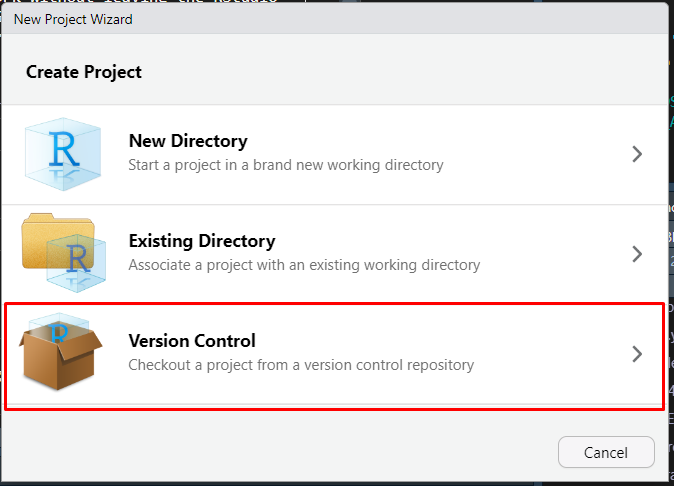 New Project Wizard
Create Project
R
New Directory
Start a project in a brand new working directory
R
Existing Directory
Associate a project with an existing working directory
R
Version Control
Checkout a project from a version control repository
Cancel